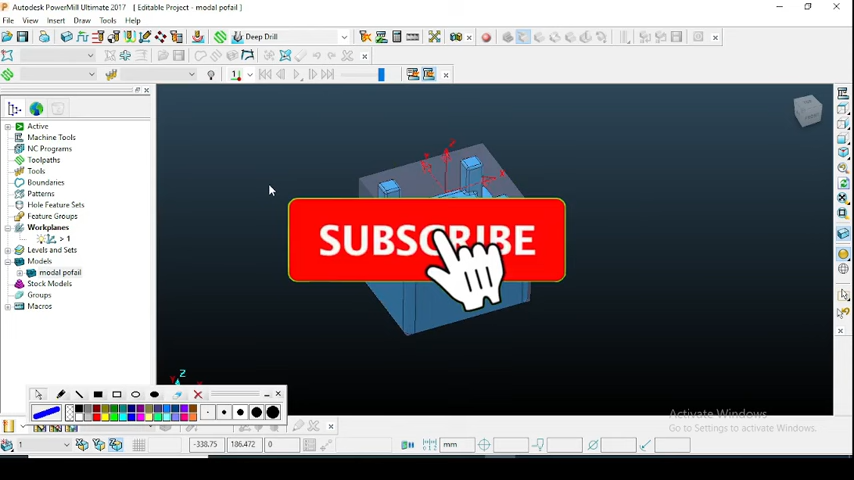 Autodesk PowerMill Ultimate 2017 - [ Editable Project - modal pofail ]
File View Insert Draw Tools Help
Deep Drill
Active
Machine Tools
NC Programs
Toolpaths
Tools
Boundaries
Patterns
Hole Feature Sets
Feature Groups
Workplanes
> 1
Levels and Sets
Models
modal pofail
Stock Models
Groups
Macros
SUBSCRIBE
Z
Activate Windows
Go to Settings to activate Windows.
1
-338.75 186.472 0 mm